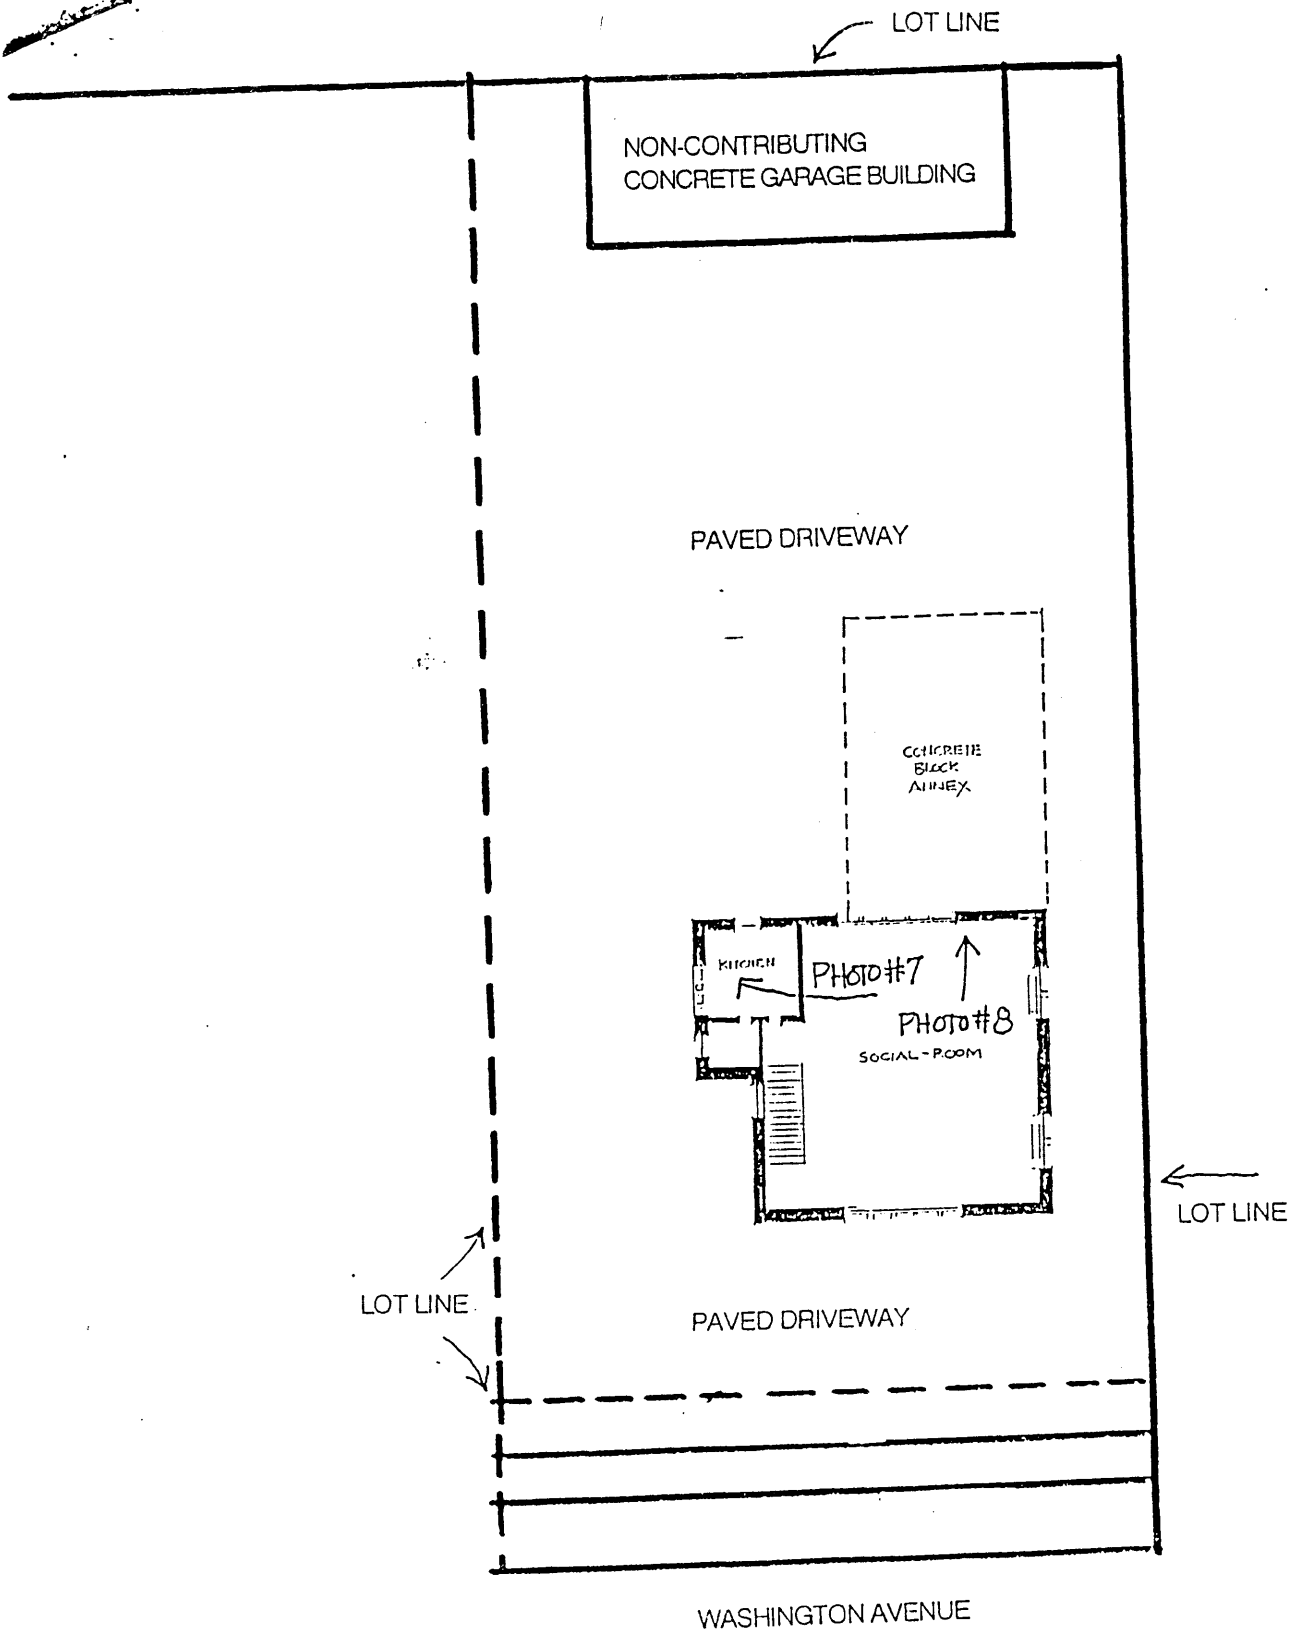 LOT LINE
NON-CONTRIBUTING
CONCRETE GARAGE BUILDING
PAVED DRIVEWAY
CONCRETE
BLOCK
ANNEX
KITCHEN
PHOTO#7
PHOTO#8
SOCIAL-ROOM
LOT LINE
LOT LINE
PAVED DRIVEWAY
WASHINGTON AVENUE